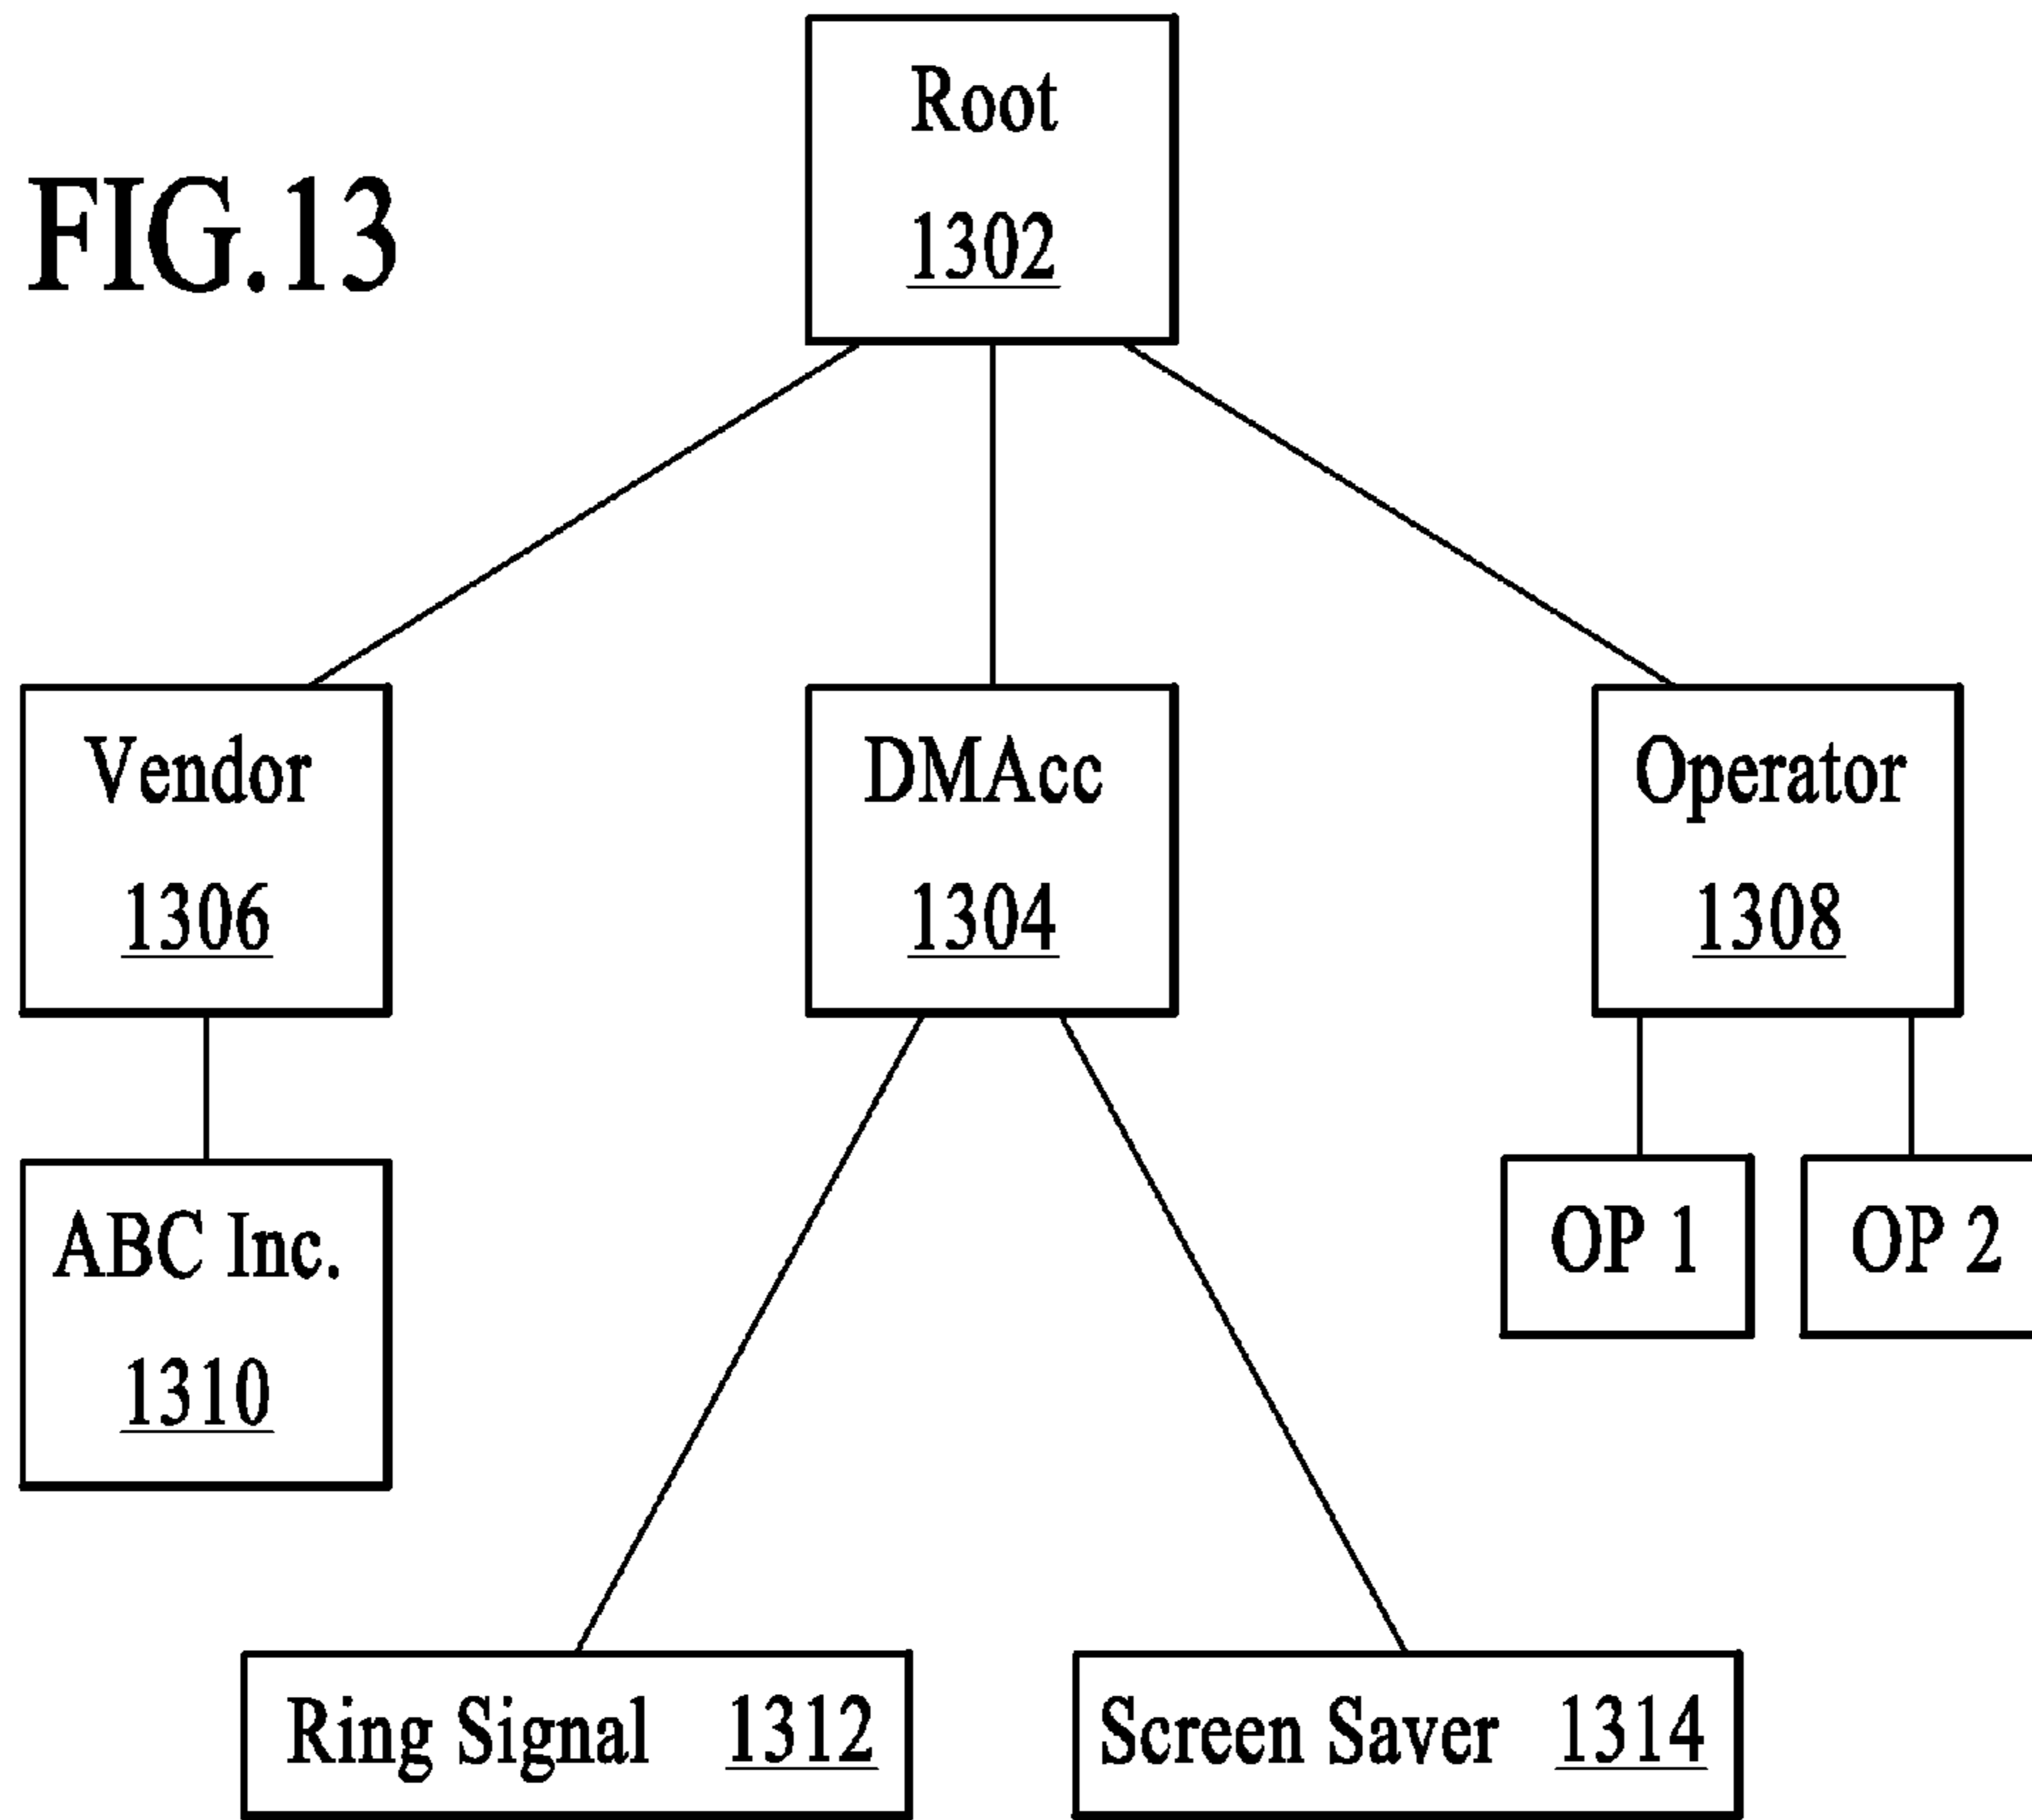 FIG.13
Root
1302
Vendor
1306
DMAcc
1304
Operator
1308
ABC Inc.
1310
OP 1
OP 2
Ring Signal 1312
Screen Saver 1314